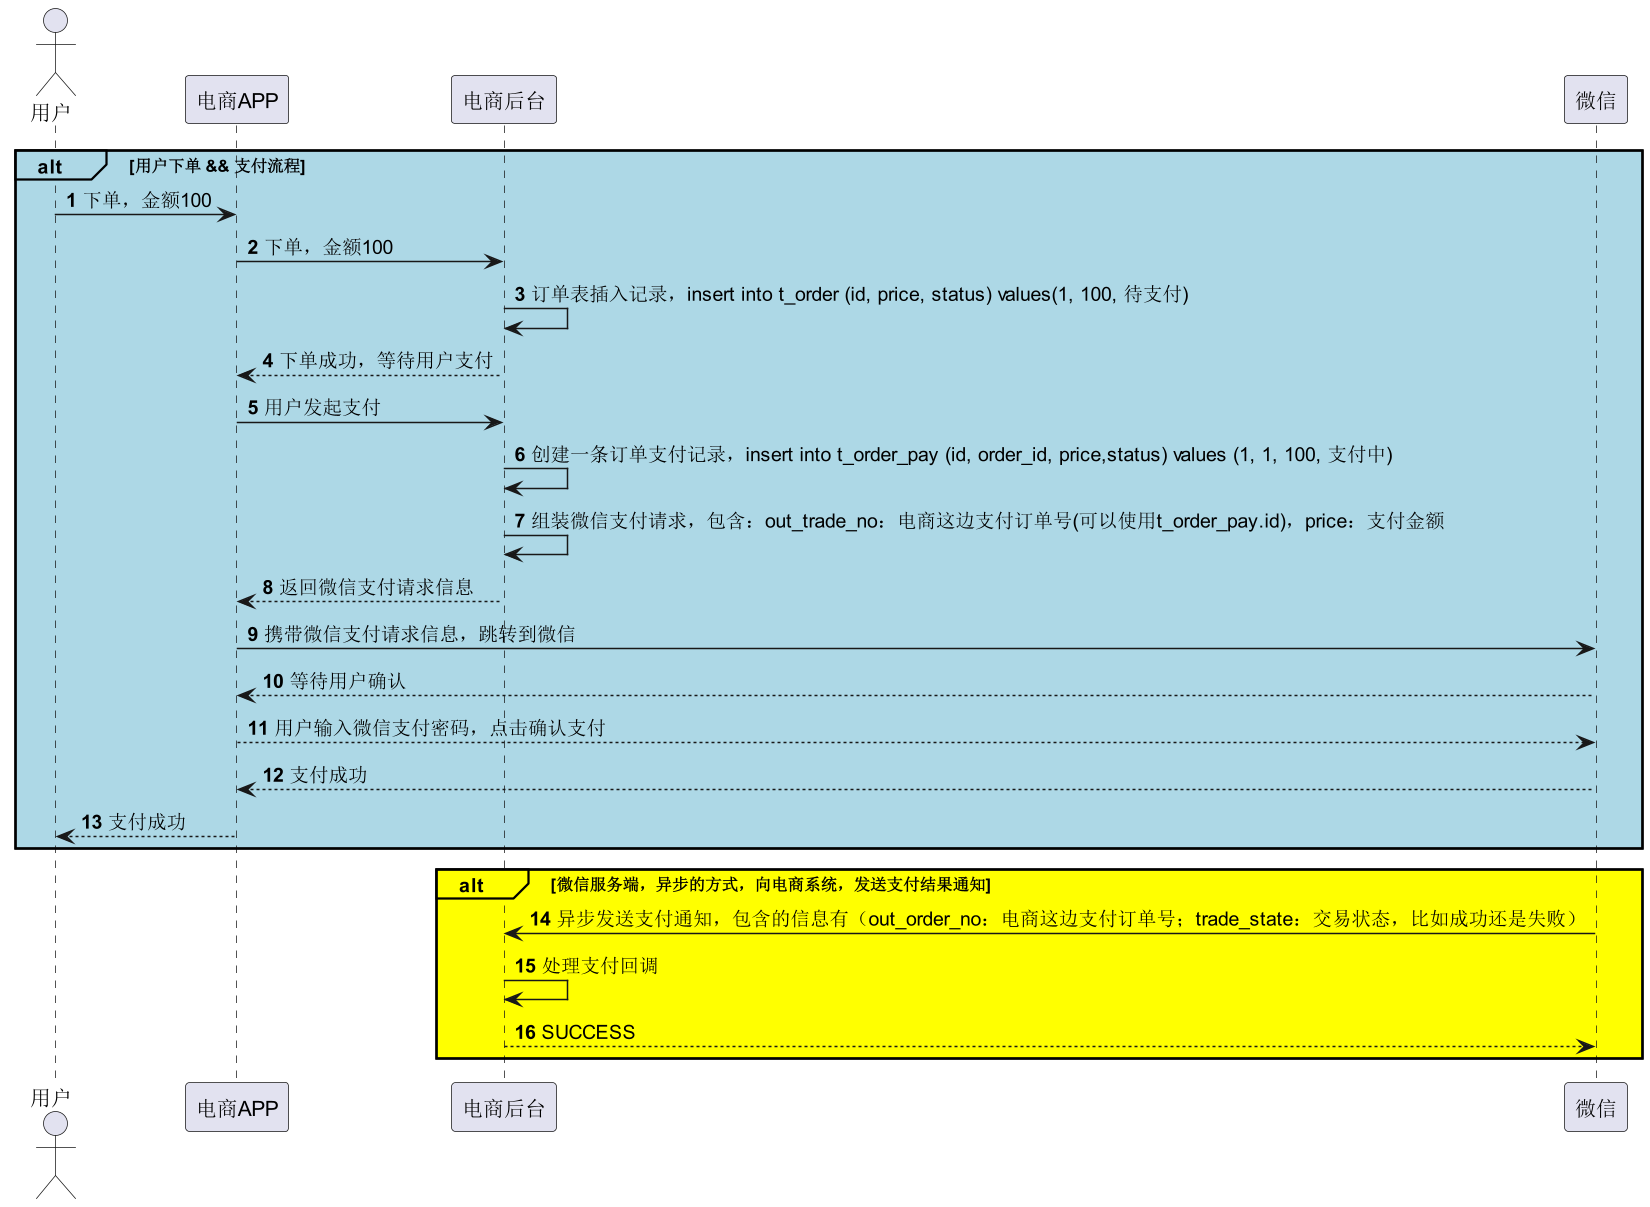 用户
电商APP
电商后台
微信
alt [用户下单 && 支付流程]
1 下单，金额100
2 下单，金额100
3 订单表插入记录，insert into t_order (id, price, status) values(1, 100, 待支付)
4 下单成功，等待用户支付
5 用户发起支付
6 创建一条订单支付记录，insert into t_order_pay (id, order_id, price,status) values (1, 1, 100, 支付中)
7 组装微信支付请求，包含：out_trade_no：电商这边支付订单号(可以使用t_order_pay.id)，price：支付金额
8 返回微信支付请求信息
9 携带微信支付请求信息，跳转到微信
10 等待用户确认
11 用户输入微信支付密码，点击确认支付
12 支付成功
13 支付成功
alt [微信服务端，异步的方式，向电商系统，发送支付结果通知]
14 异步发送支付通知，包含的信息有（out_order_no：电商这边支付订单号；trade_state：交易状态，比如成功还是失败）
15 处理支付回调
16 SUCCESS
用户
电商APP
电商后台
微信